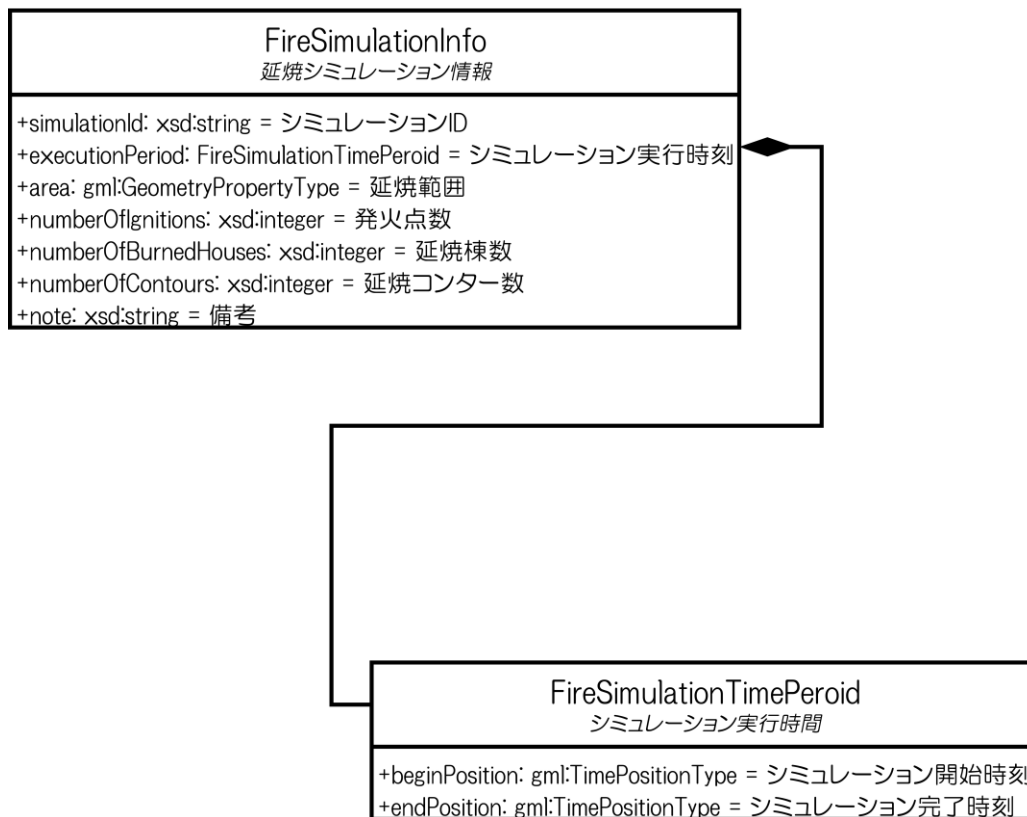 FireSimulationInfo
延焼シミュレーション情報
+simulationId: xsd:string = シミュレーションID
+executionPeriod: FireSimulationTimePeroid = シミュレーション実行時刻
+area: gml:GeometryPropertyType = 延焼範囲
+numberOfIgnitions: xsd:integer = 発火点数
+numberOfBurnedHouses: xsd:integer = 延焼棟数
+numberOfContours: xsd:integer = 延焼コンター数
+note: xsd:string = 備考
FireSimulationTimePeroid
シミュレーション実行時間
+beginPosition: gml:TimePositionType = シミュレーション開始時刻
+endPosition: gml:TimePositionType = シミュレーション完了時刻